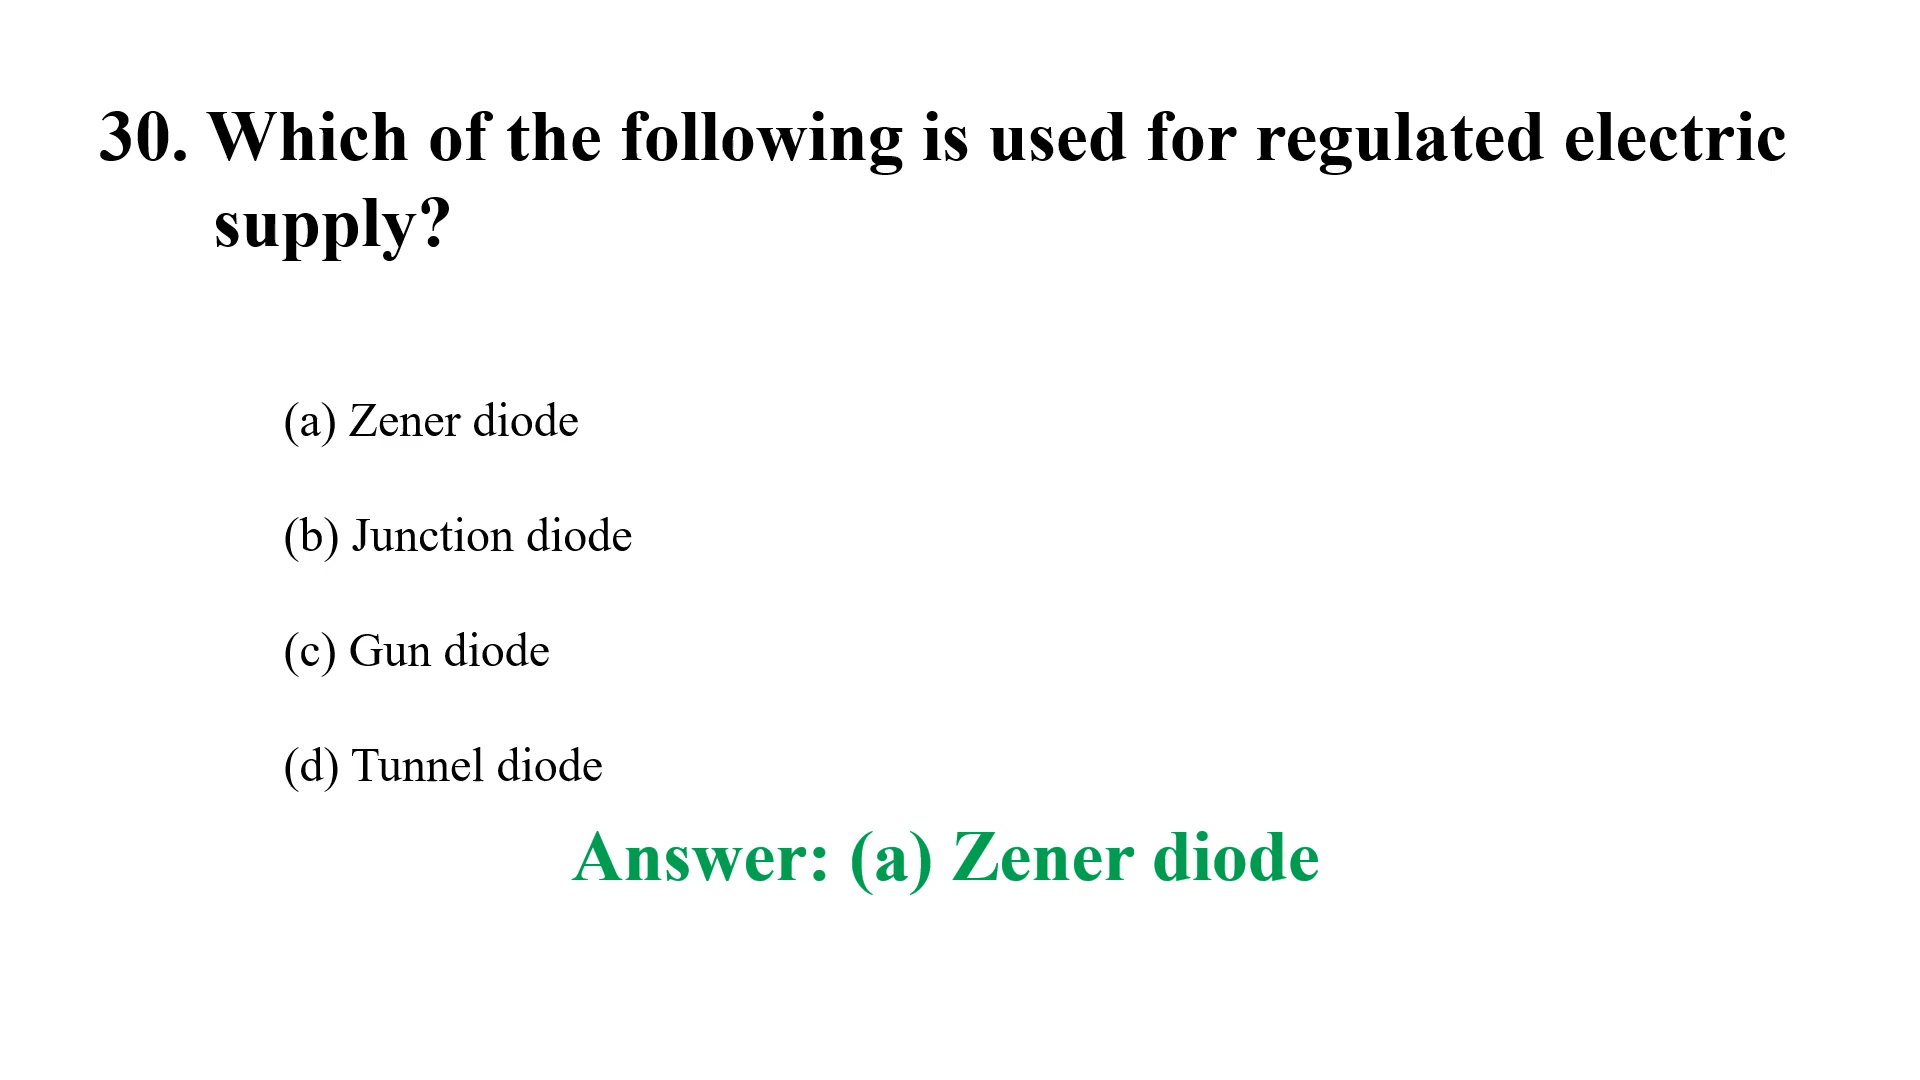 30. Which of the following is used for regulated electric
supply?
(a) Zener diode
(b) Junction diode
(c) Gun diode
(d) Tunnel diode
Answer: (a) Zener diode